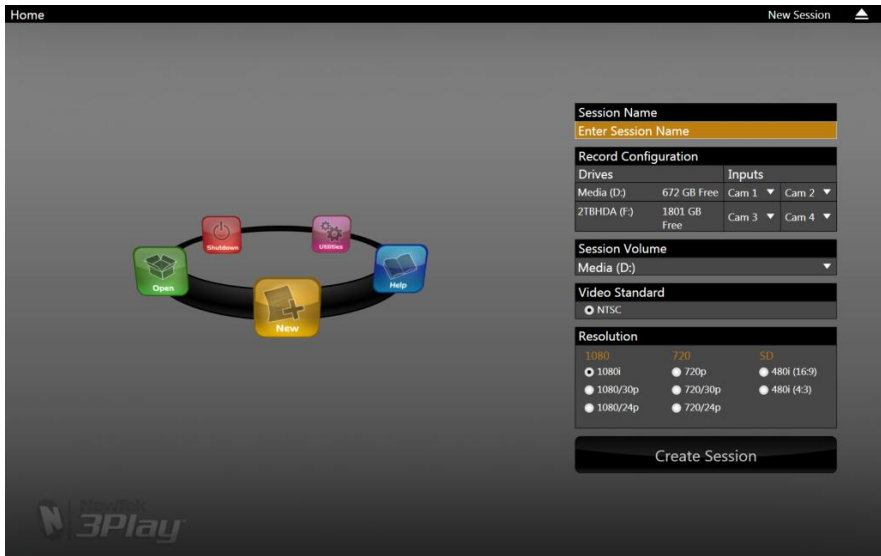 Home
New Session
Shutdown
Utilities
Open
Help
New
Session Name
Enter Session Name
Record Configuration
Drives Inputs
Media (D:) 672 GB Free Cam 1 Cam 2
2TBHDA (F:) 1801 GB Free Cam 3 Cam 4
Session Volume
Media (D:)
Video Standard
NTSC
Resolution
1080 720 SD
1080i 720p 480i (16:9)
1080/30p 720/30p 480i (4:3)
1080/24p 720/24p
Create Session
NewTek
3Play